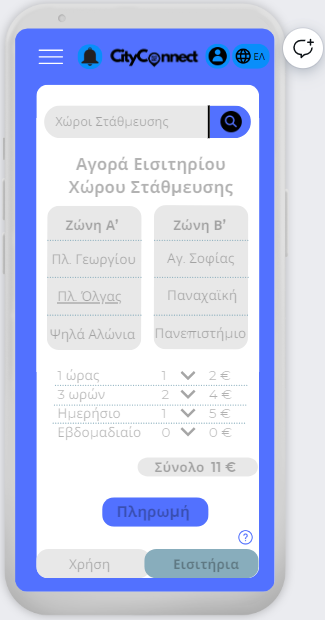 CityConnect ΕΛ
Χώροι Στάθμευσης
Αγορά Εισιτηρίου
Χώρου Στάθμευσης
Ζώνη Α' Ζώνη Β'
Πλ. Γεωργίου Αγ. Σοφίας
Πλ. Όλγας Παναχαϊκή
Ψηλά Αλώνια Πανεπιστήμιο
1 ώρας 1 2 €
3 ωρών 2 4 €
Ημερήσιο 1 5 €
Εβδομαδιαίο 0 0 €
Σύνολο 11 €
Πληρωμή
?
Χρήση Εισιτήρια